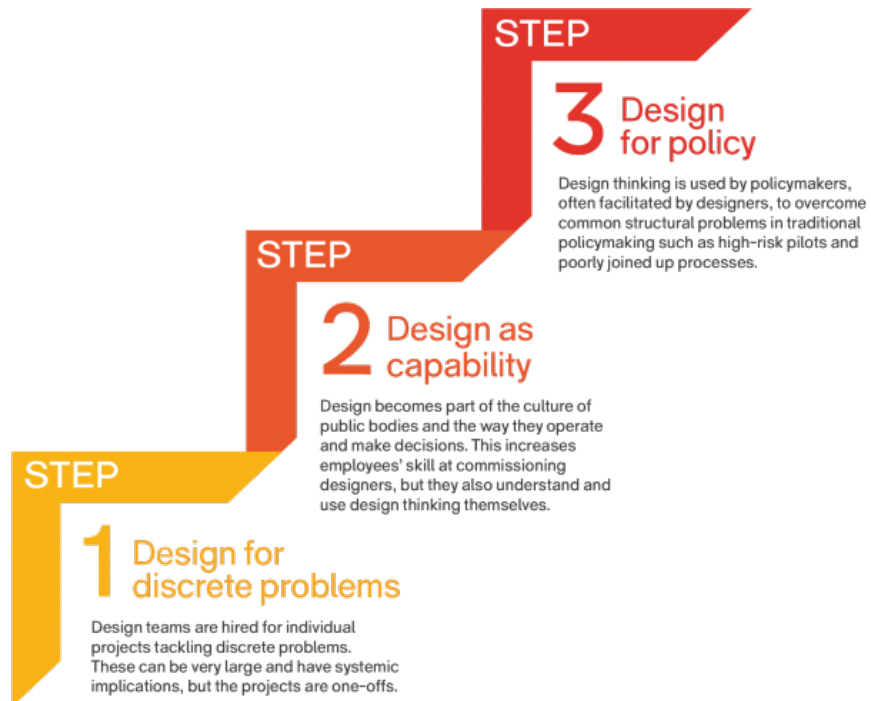 STEP
3 Design
for policy
Design thinking is used by policymakers,
often facilitated by designers, to overcome
common structural problems in traditional
policymaking such as high-risk pilots and
poorly joined up processes.
STEP
2 Design as
capability
Design becomes part of the culture of
public bodies and the way they operate
and make decisions. This increases
employees' skill at commissioning
designers, but they also understand and
use design thinking themselves.
STEP
1 Design for
discrete problems
Design teams are hired for individual
projects tackling discrete problems.
These can be very large and have systemic
implications, but the projects are one-offs.